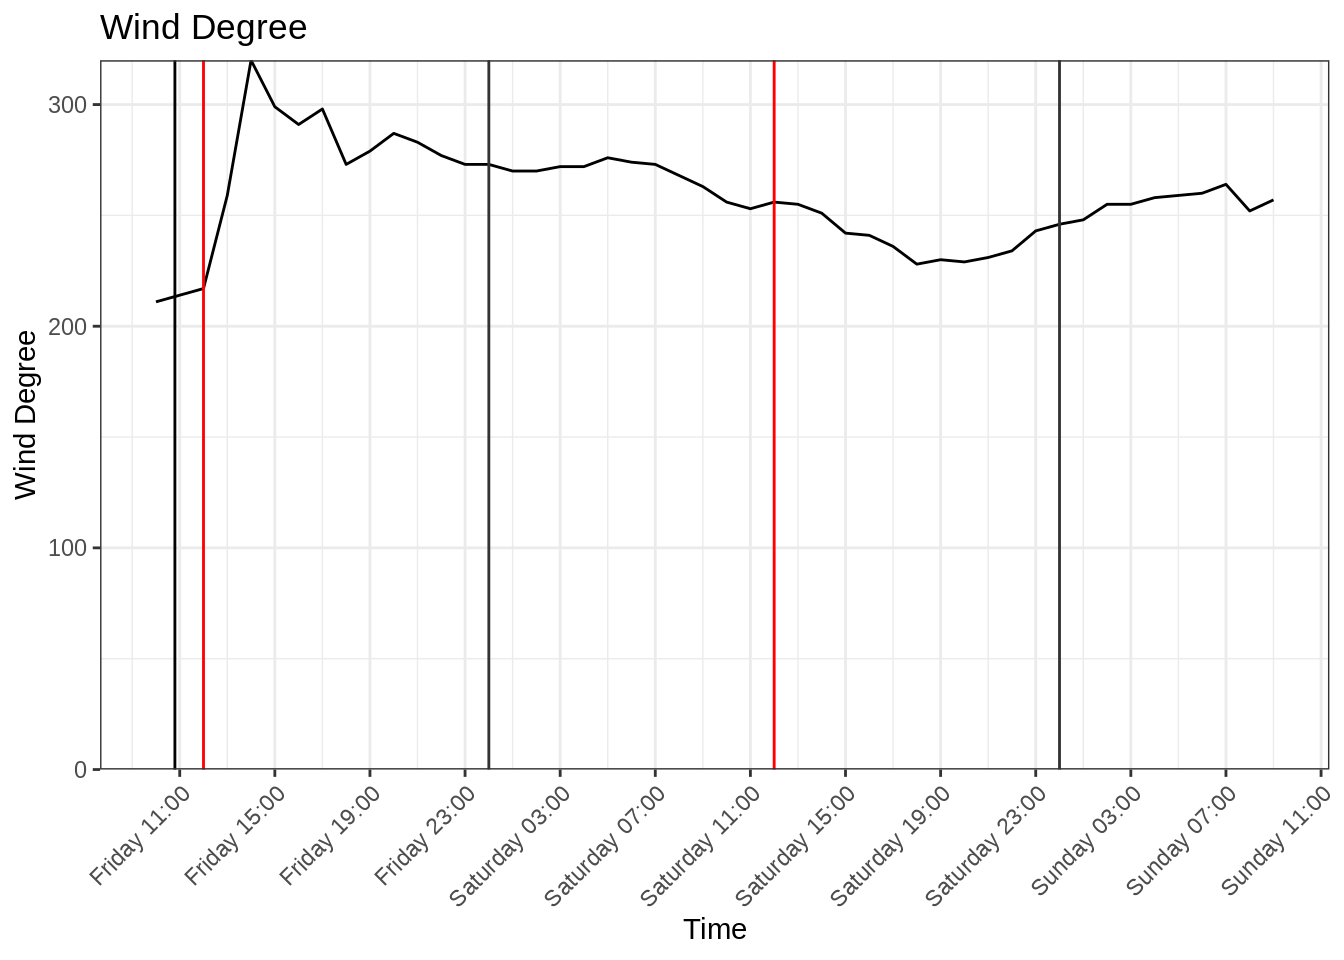 Wind Degree
Wind Degree
300
200
100
0
Friday 11:00
Friday 15:00
Friday 19:00
Friday 23:00
Saturday 03:00
Saturday 07:00
Saturday 11:00
Saturday 15:00
Saturday 19:00
Saturday 23:00
Sunday 03:00
Sunday 07:00
Sunday 11:00
Time